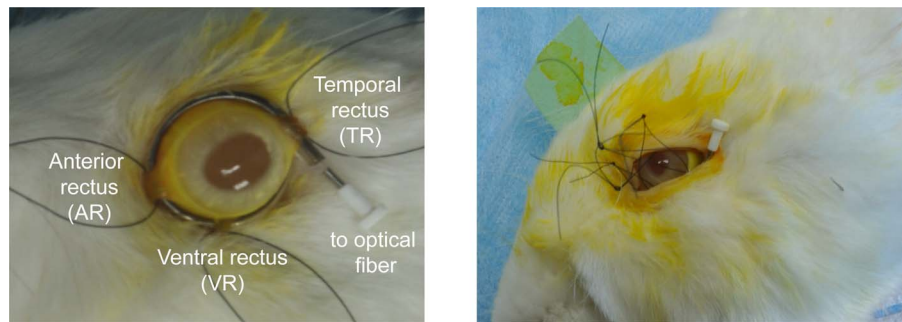 Temporal
rectus
(TR)
Anterior
rectus
(AR)
Ventral rectus
(VR)
to optical
fiber